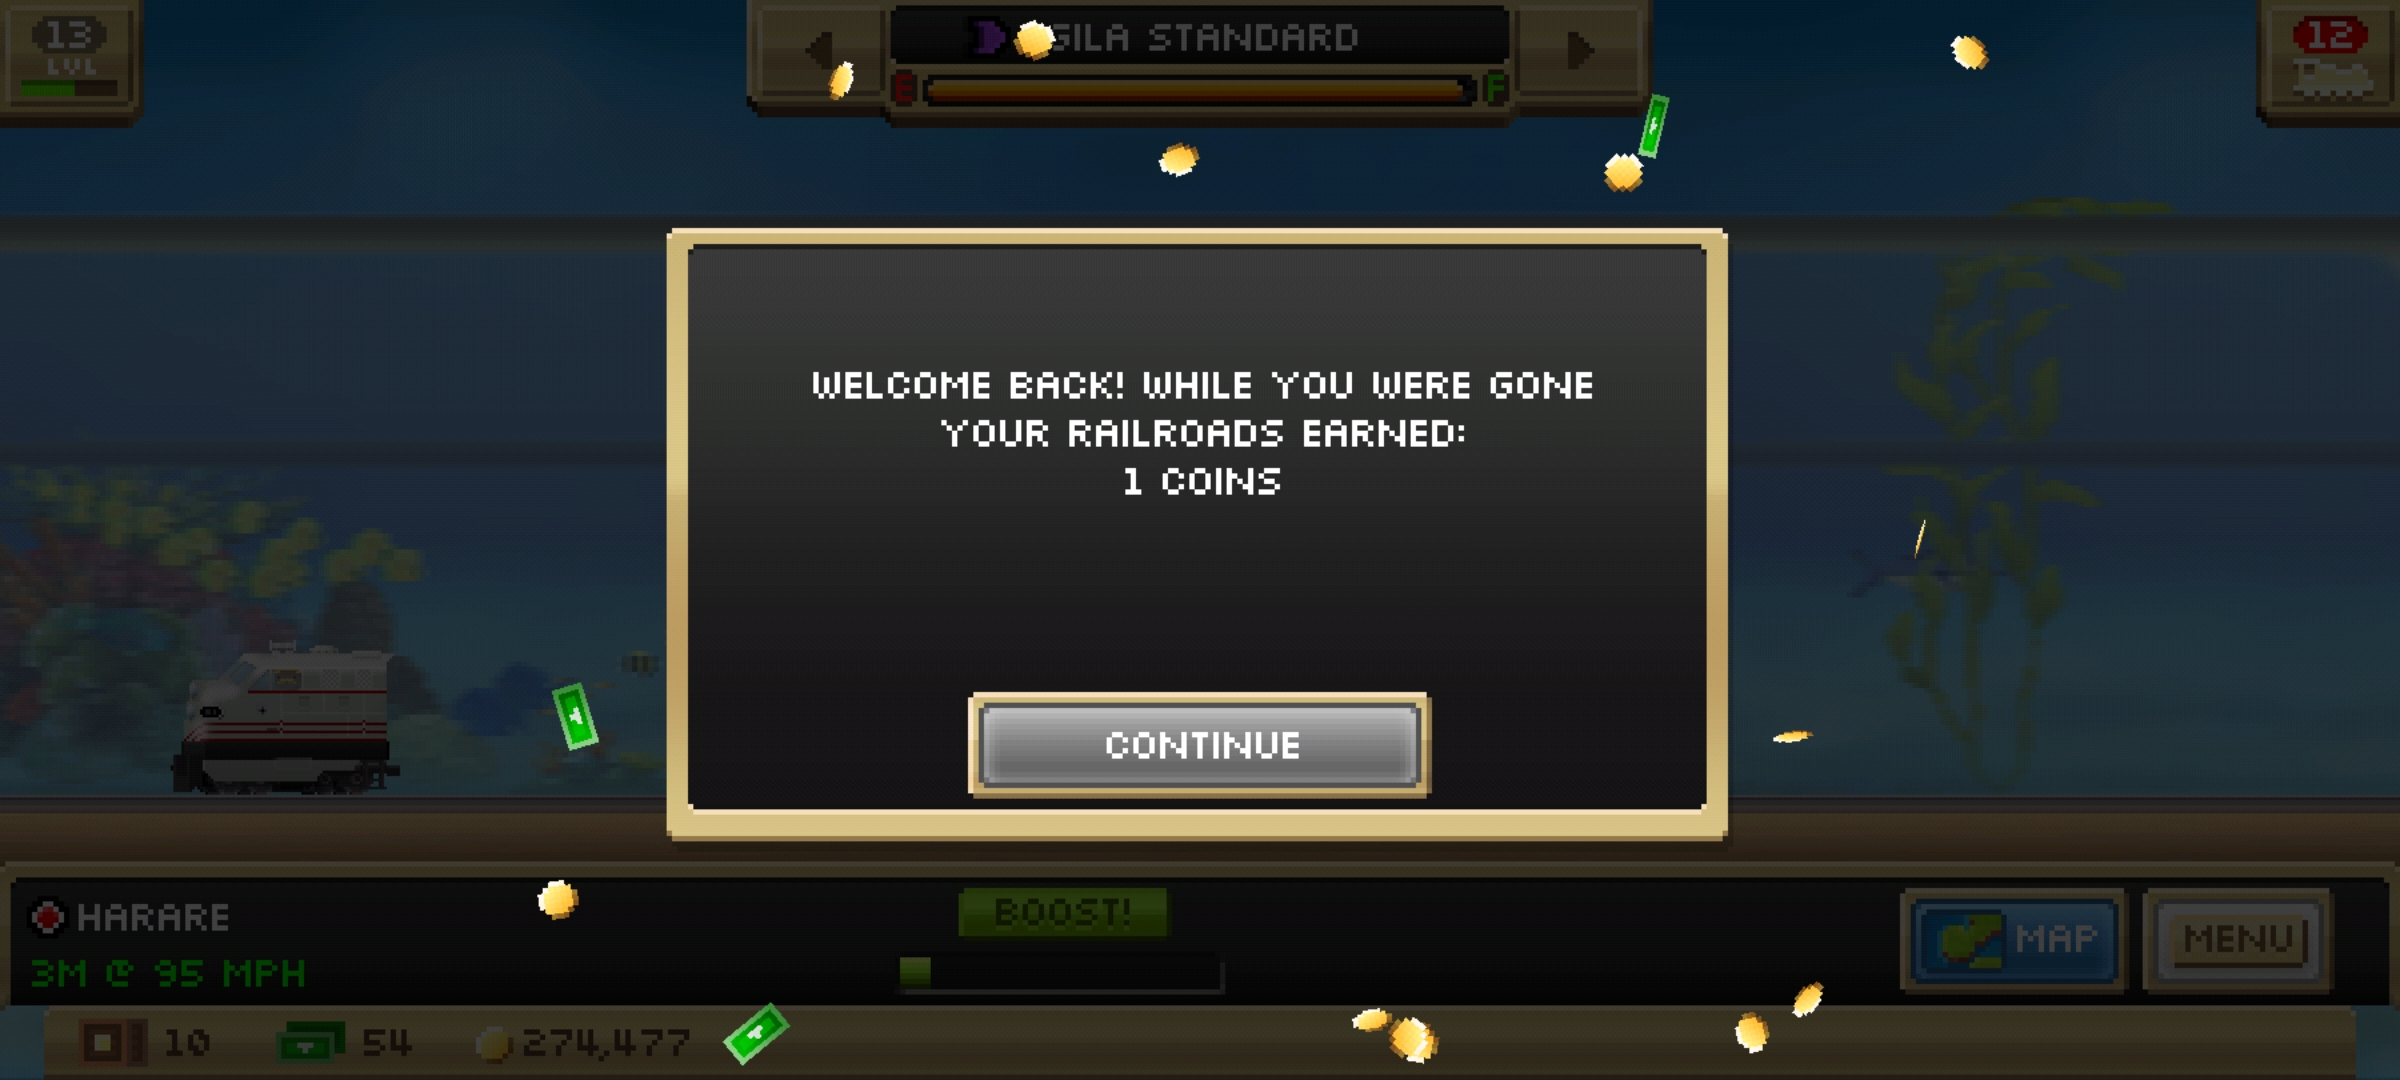 13
LVL
GILA STANDARD
E
F
12
WELCOME BACK! WHILE YOU WERE GONE
YOUR RAILROADS EARNED:
1 COINS
CONTINUE
HARARE
3M @ 95 MPH
BOOST!
MAP
MENU
10
54
274,477